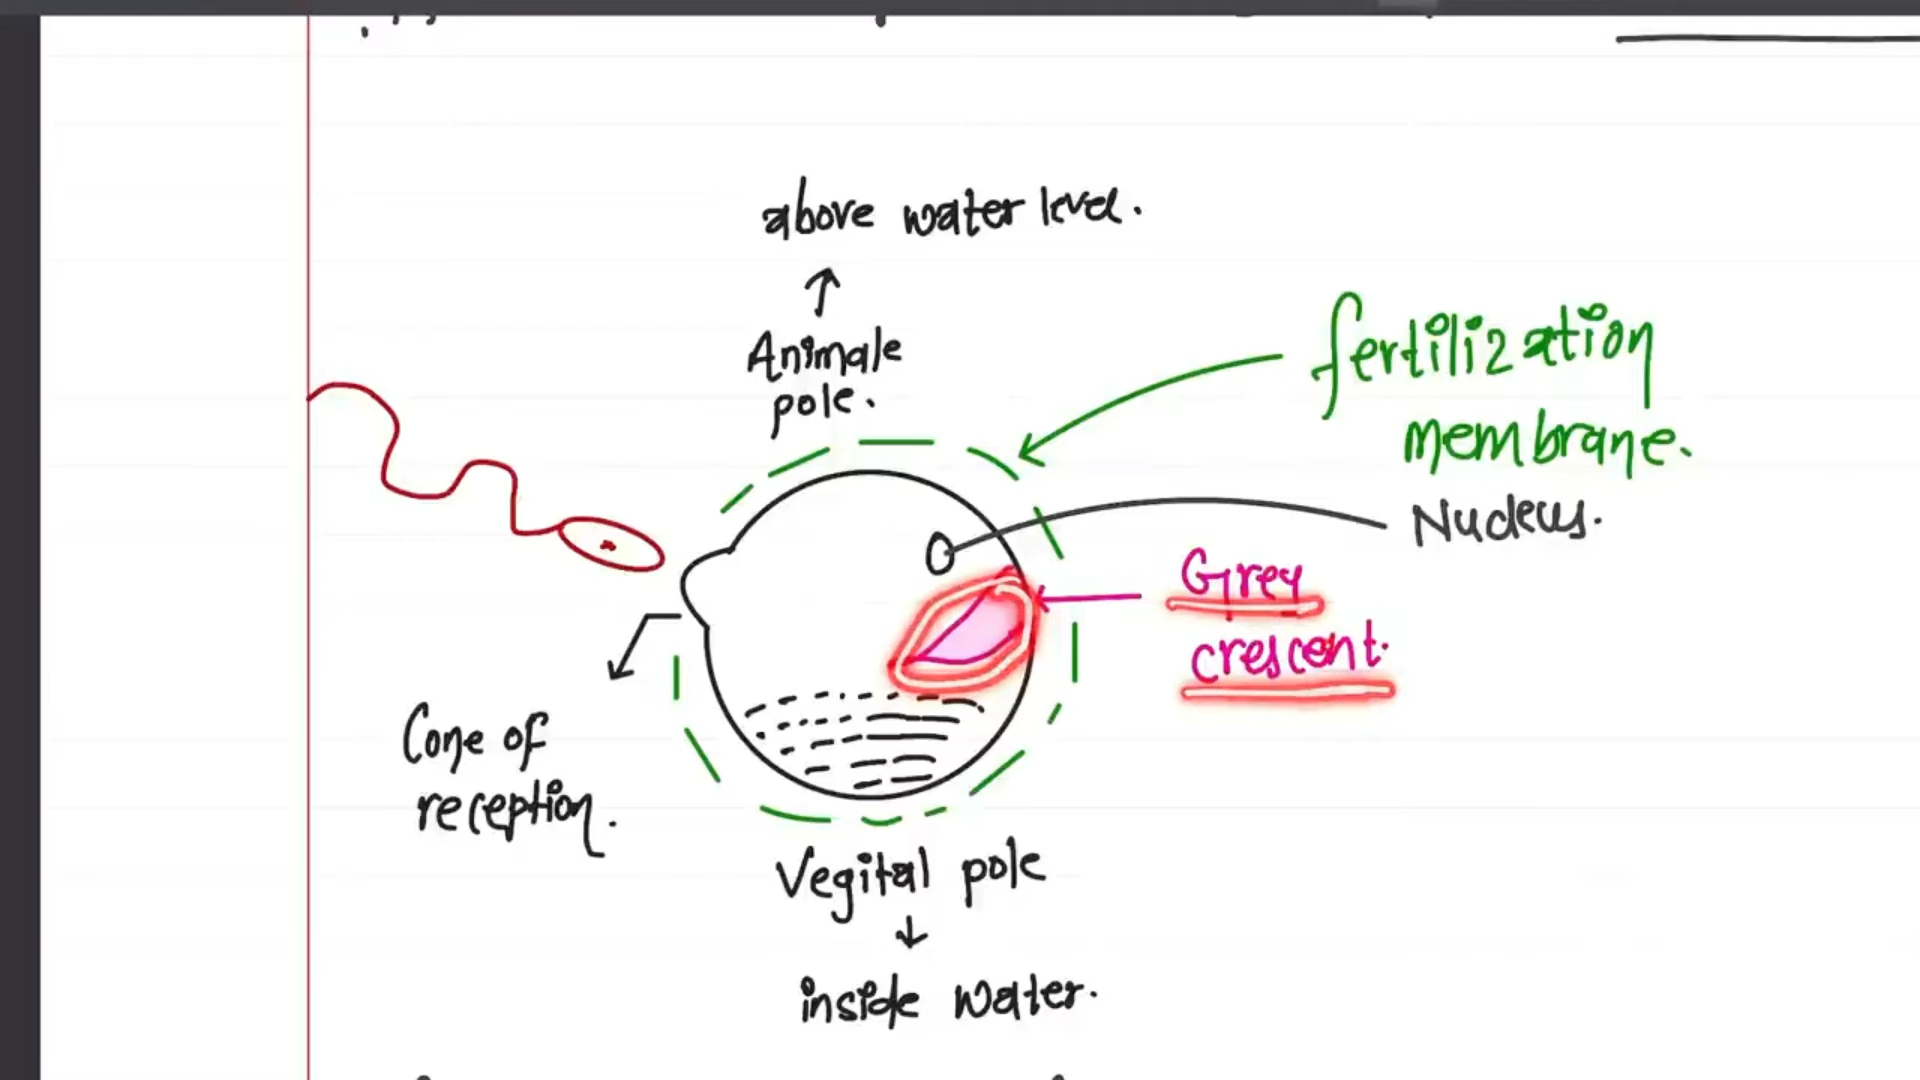 above water level.
Animale
pole.
fertilization
membrane.
Nucleus.
Grey
crescent.
Cone of
reception.
Vegital pole
inside water.